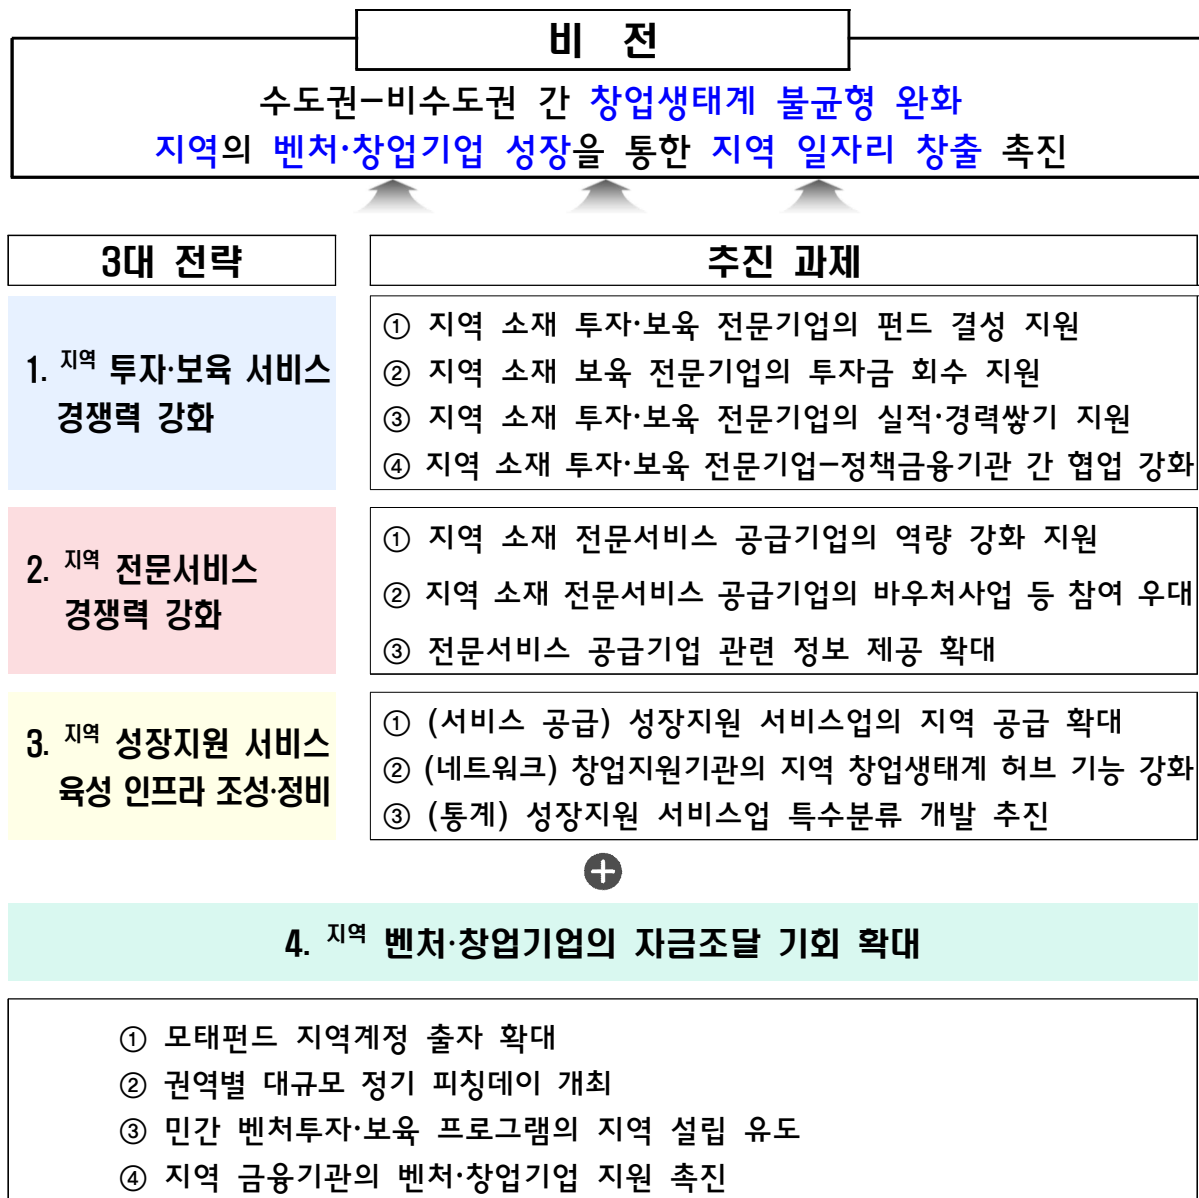 비 전
수도권-비수도권 간 창업생태계 불균형 완화
지역의 벤처·창업기업 성장을 통한 지역 일자리 창출 촉진
3대 전략
추진 과제
1. 지역 투자·보육 서비스
경쟁력 강화
① 지역 소재 투자·보육 전문기업의 펀드 결성 지원
② 지역 소재 보육 전문기업의 투자금 회수 지원
③ 지역 소재 투자·보육 전문기업의 실적·경력쌓기 지원
④ 지역 소재 투자·보육 전문기업-정책금융기관 간 협업 강화
2. 지역 전문서비스
경쟁력 강화
① 지역 소재 전문서비스 공급기업의 역량 강화 지원
② 지역 소재 전문서비스 공급기업의 바우처사업 등 참여 우대
③ 전문서비스 공급기업 관련 정보 제공 확대
3. 지역 성장지원 서비스
육성 인프라 조성·정비
① (서비스 공급) 성장지원 서비스업의 지역 공급 확대
② (네트워크) 창업지원기관의 지역 창업생태계 허브 기능 강화
③ (통계) 성장지원 서비스업 특수분류 개발 추진
4. 지역 벤처·창업기업의 자금조달 기회 확대
① 모태펀드 지역계정 출자 확대
② 권역별 대규모 정기 피칭데이 개최
③ 민간 벤처투자·보육 프로그램의 지역 설립 유도
④ 지역 금융기관의 벤처·창업기업 지원 촉진